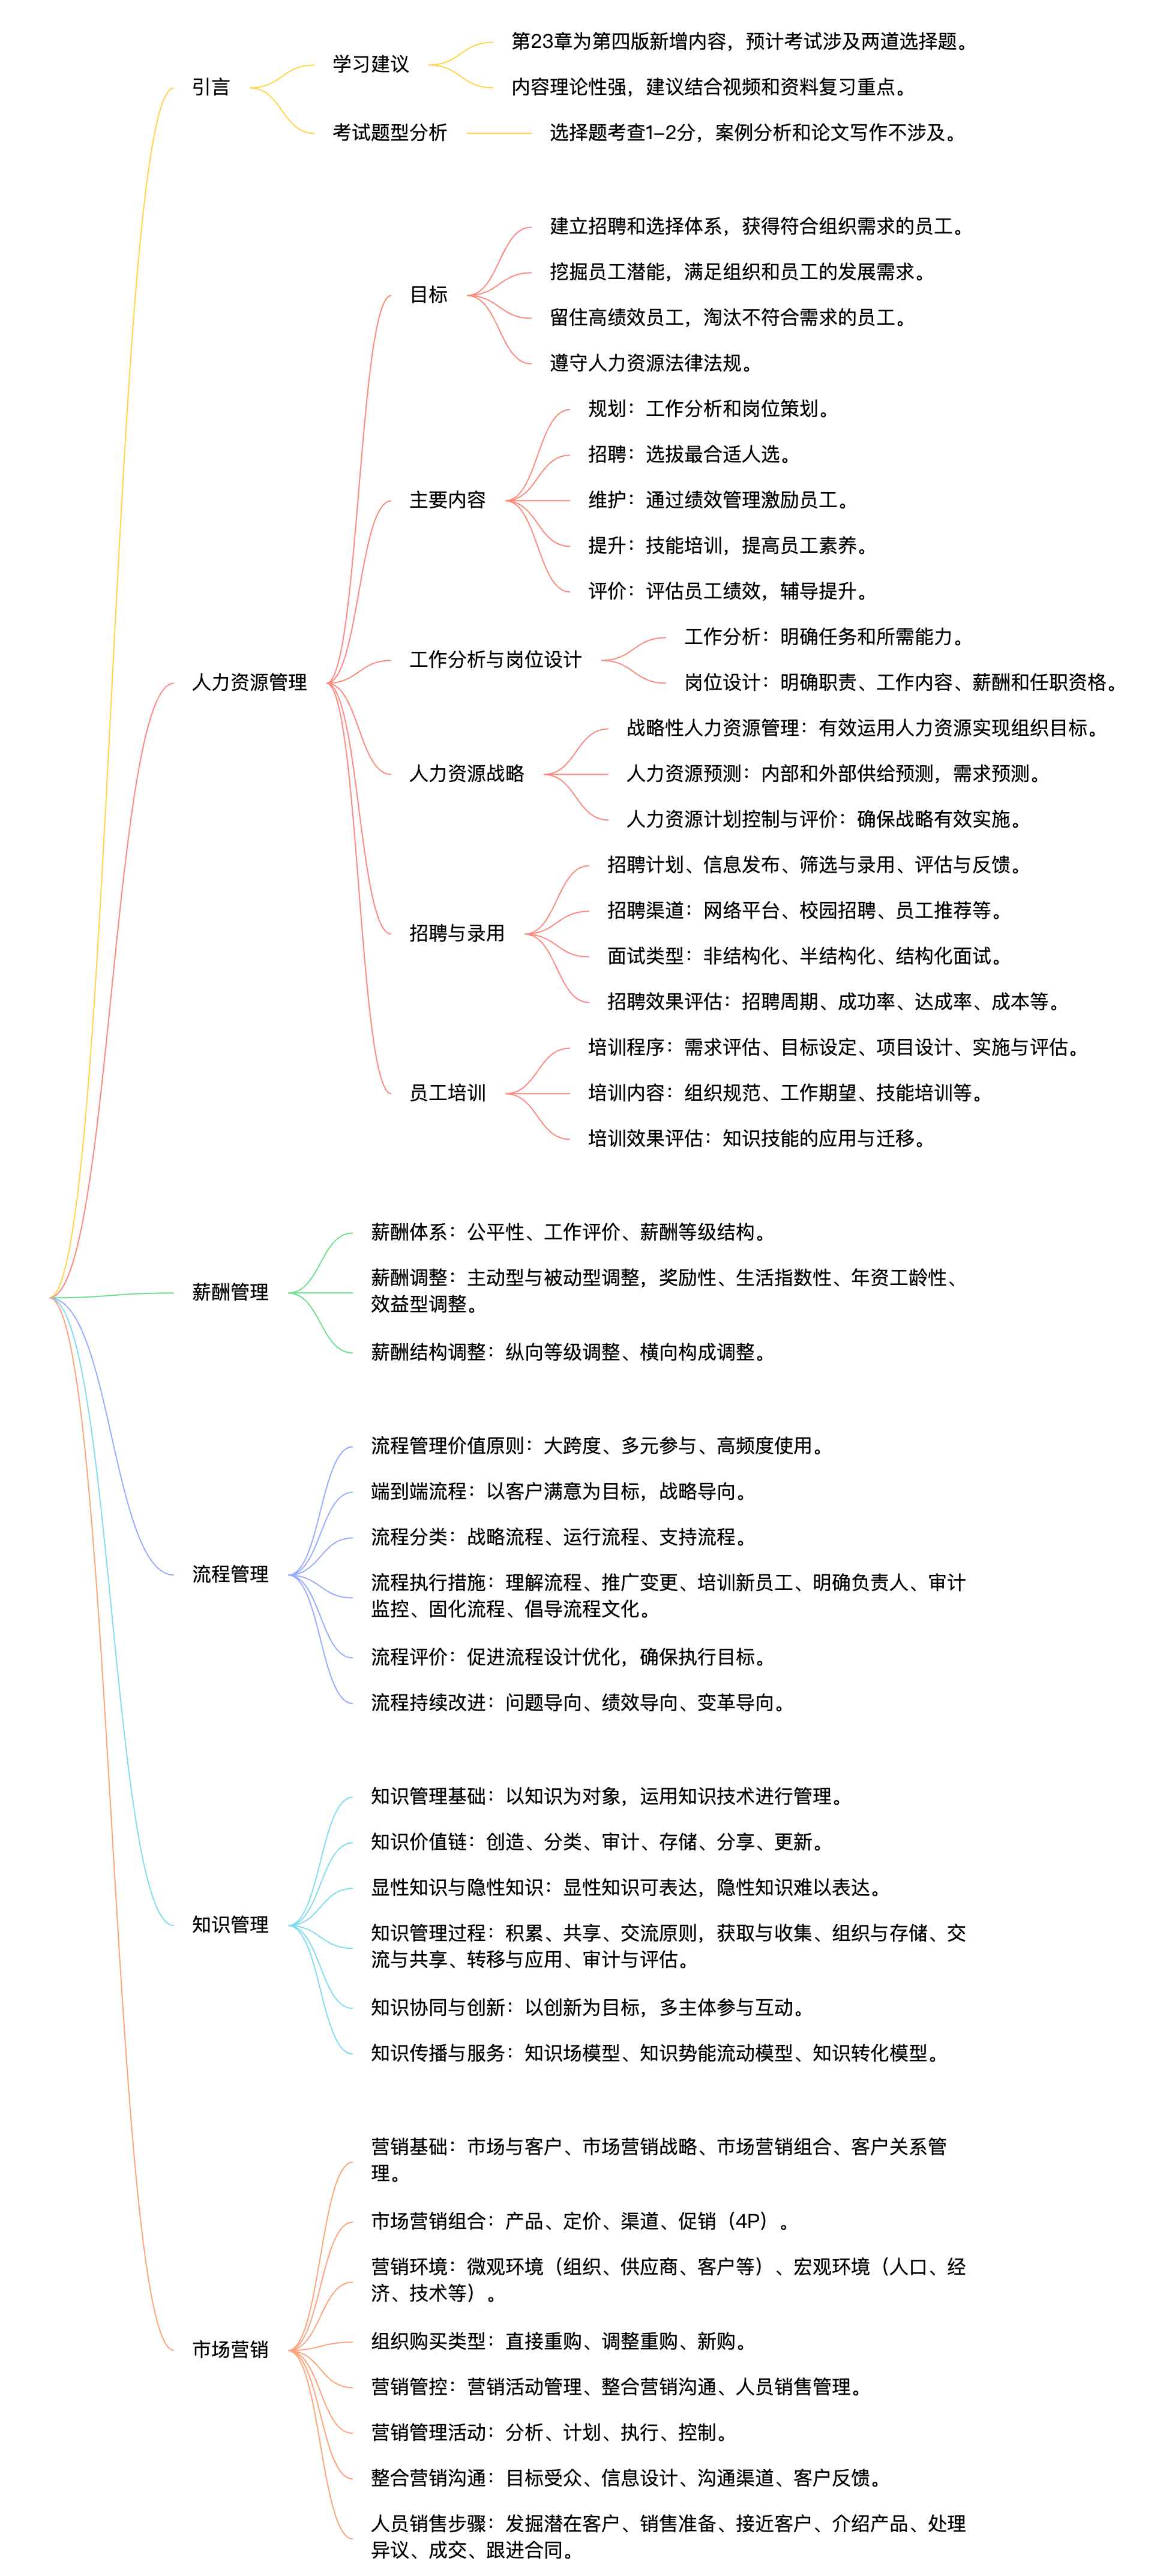 引言
学习建议
第23章为第四版新增内容，预计考试涉及两道选择题。
内容理论性强，建议结合视频和资料复习重点。
考试题型分析
选择题考查1-2分，案例分析和论文写作不涉及。
人力资源管理
目标
建立招聘和选择体系，获得符合组织需求的员工。
挖掘员工潜能，满足组织和员工的发展需求。
留住高绩效员工，淘汰不符合需求的员工。
遵守人力资源法律法规。
主要内容
规划：工作分析和岗位策划。
招聘：选拔最合适人选。
维护：通过绩效管理激励员工。
提升：技能培训，提高员工素养。
评价：评估员工绩效，辅导提升。
工作分析与岗位设计
工作分析：明确任务和所需能力。
岗位设计：明确职责、工作内容、薪酬和任职资格。
人力资源战略
战略性人力资源管理：有效运用人力资源实现组织目标。
人力资源预测：内部和外部供给预测，需求预测。
人力资源计划控制与评价：确保战略有效实施。
招聘与录用
招聘计划、信息发布、筛选与录用、评估与反馈。
招聘渠道：网络平台、校园招聘、员工推荐等。
面试类型：非结构化、半结构化、结构化面试。
招聘效果评估：招聘周期、成功率、达成率、成本等。
员工培训
培训程序：需求评估、目标设定、项目设计、实施与评估。
培训内容：组织规范、工作期望、技能培训等。
培训效果评估：知识技能的应用与迁移。
薪酬管理
薪酬体系：公平性、工作评价、薪酬等级结构。
薪酬调整：主动型与被动型调整，奖励性、生活指数性、年资工龄性、
效益型调整。
薪酬结构调整：纵向等级调整、横向构成调整。
流程管理
流程管理价值原则：大跨度、多元参与、高频度使用。
端到端流程：以客户满意为目标，战略导向。
流程分类：战略流程、运行流程、支持流程。
流程执行措施：理解流程、推广变更、培训新员工、明确负责人、审计
监控、固化流程、倡导流程文化。
流程评价：促进流程设计优化，确保执行目标。
流程持续改进：问题导向、绩效导向、变革导向。
知识管理
知识管理基础：以知识为对象，运用知识技术进行管理。
知识价值链：创造、分类、审计、存储、分享、更新。
显性知识与隐性知识：显性知识可表达，隐性知识难以表达。
知识管理过程：积累、共享、交流原则，获取与收集、组织与存储、交
流与共享、转移与应用、审计与评估。
知识协同与创新：以创新为目标，多主体参与互动。
知识传播与服务：知识场模型、知识势能流动模型、知识转化模型。
市场营销
营销基础：市场与客户、市场营销战略、市场营销组合、客户关系管
理。
市场营销组合：产品、定价、渠道、促销（4P）。
营销环境：微观环境（组织、供应商、客户等）、宏观环境（人口、经
济、技术等）。
组织购买类型：直接重购、调整重购、新购。
营销管控：营销活动管理、整合营销沟通、人员销售管理。
营销管理活动：分析、计划、执行、控制。
整合营销沟通：目标受众、信息设计、沟通渠道、客户反馈。
人员销售步骤：发掘潜在客户、销售准备、接近客户、介绍产品、处理
异议、成交、跟进合同。